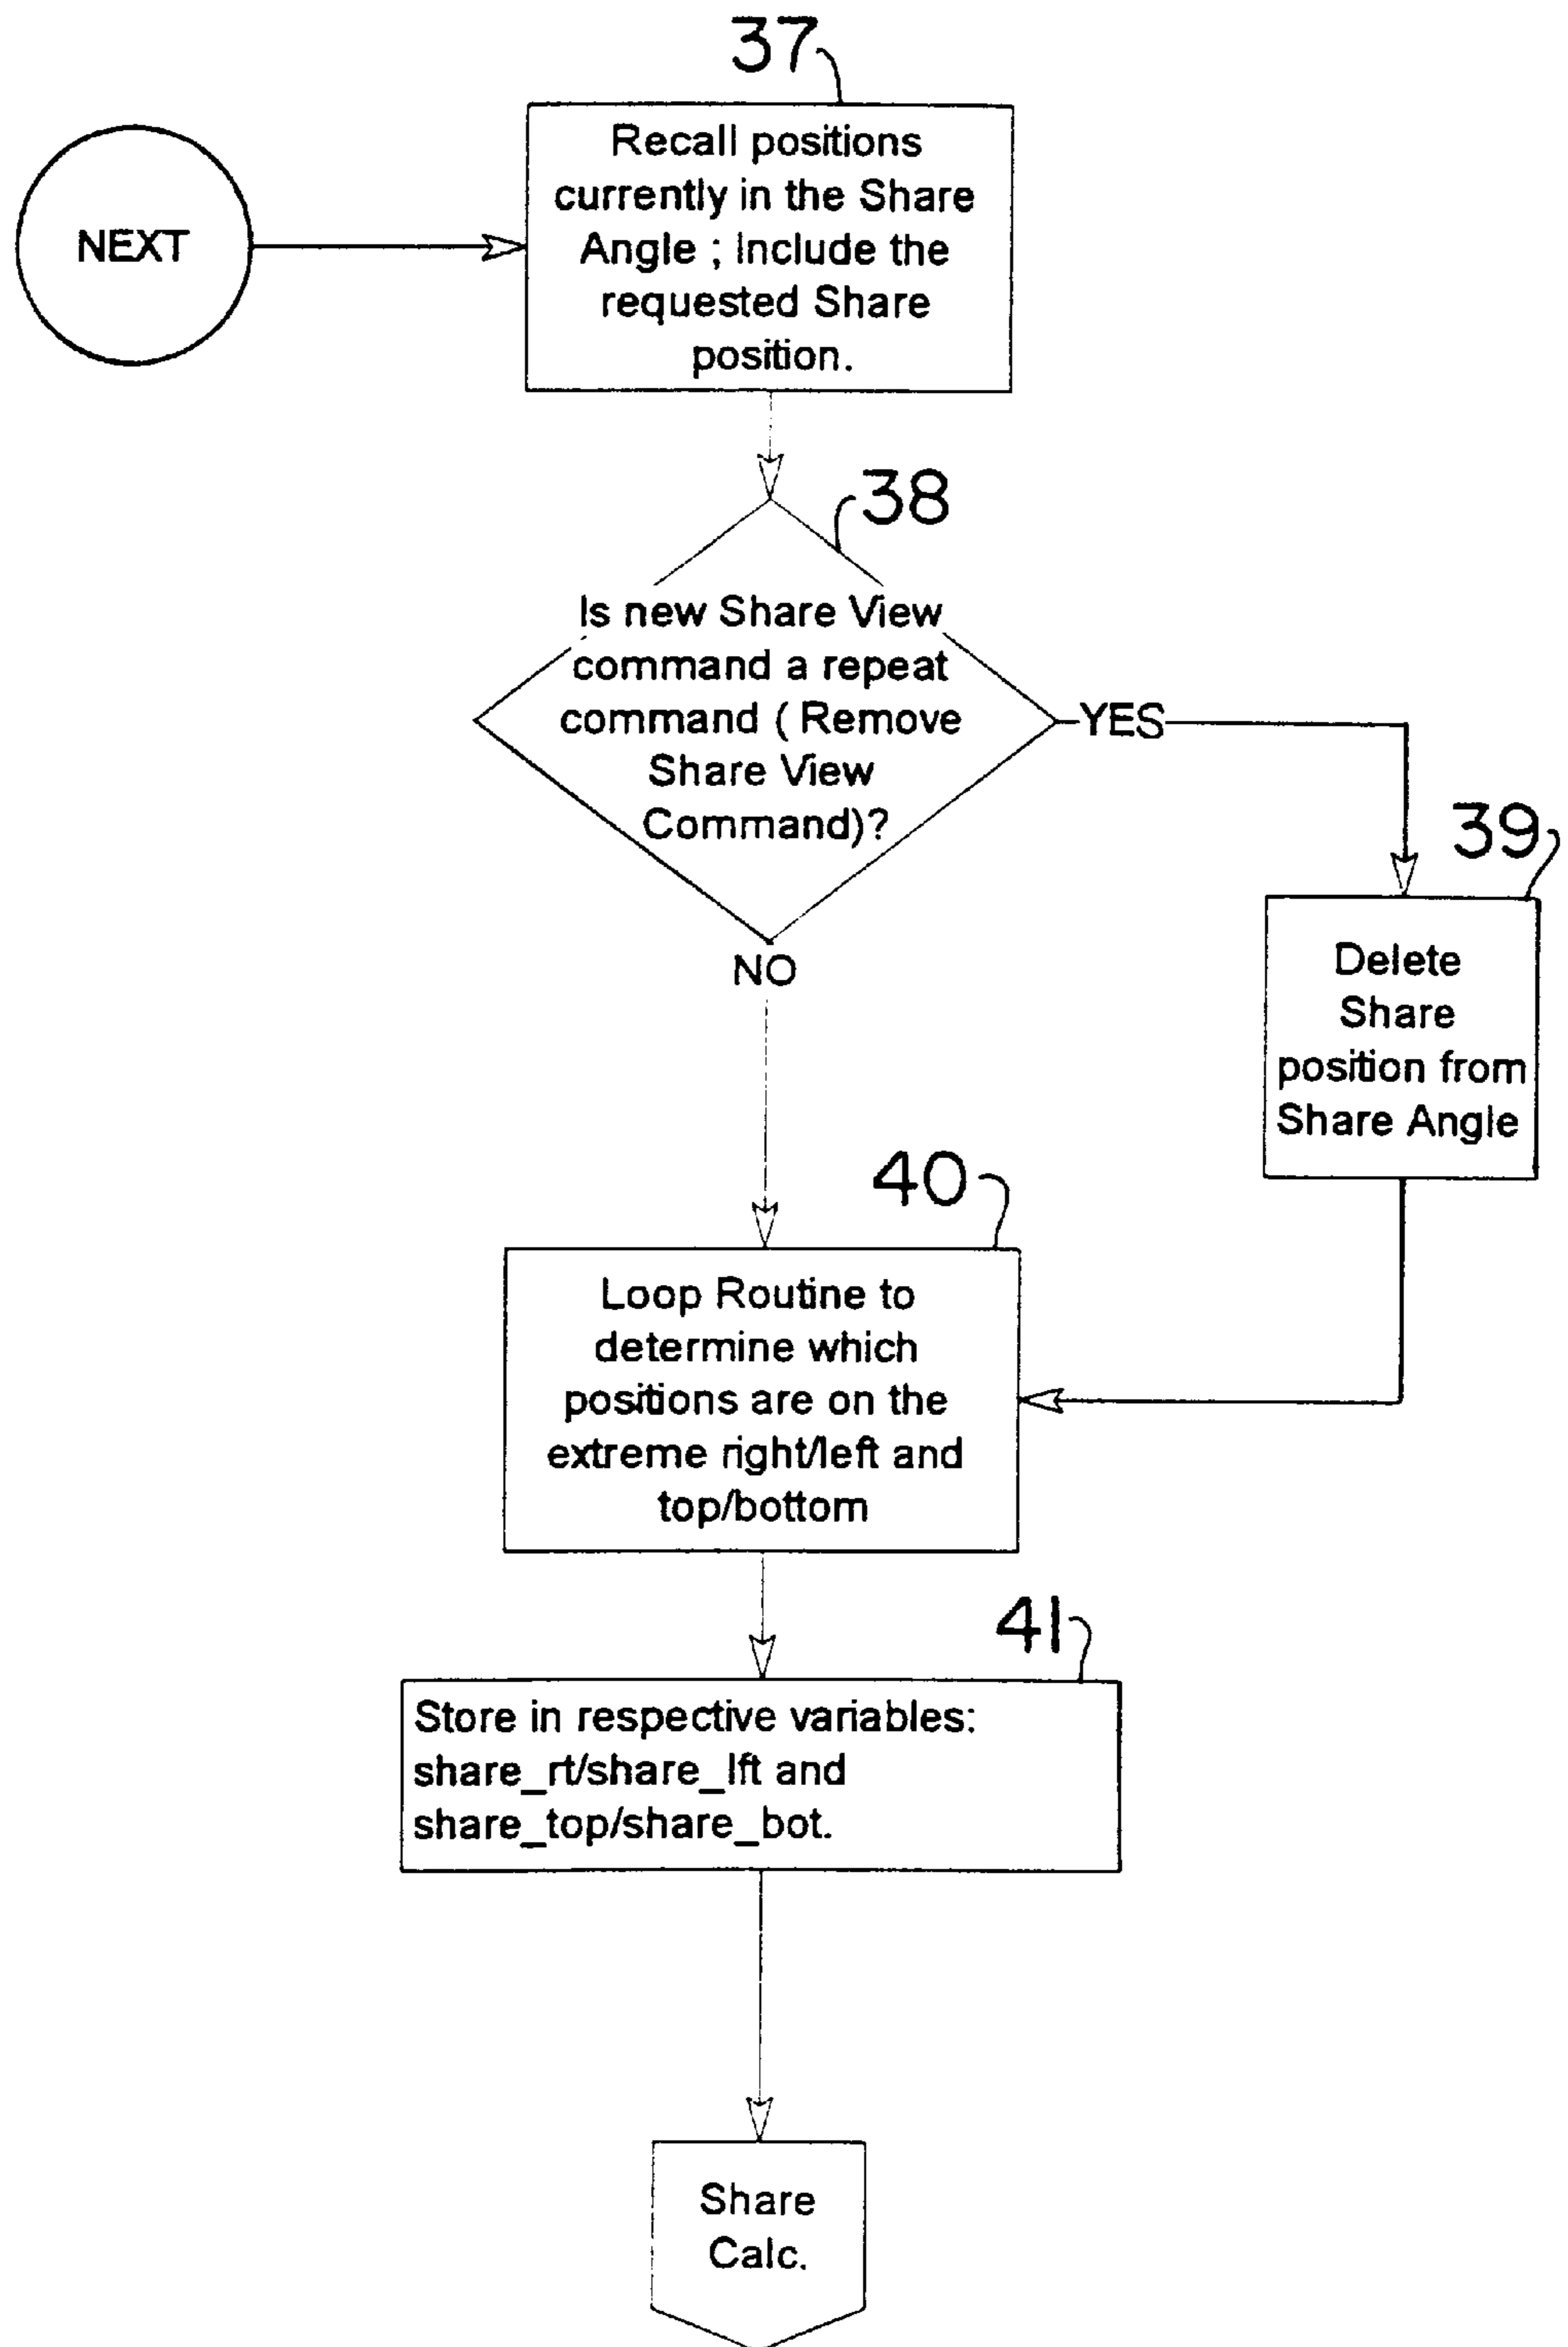 37
NEXT
Recall positions
currently in the Share
Angle ; Include the
requested Share
position.
38
Is new Share View
command a repeat
command ( Remove
Share View
Command)?
YES
39
Delete
Share
position from
Share Angle
NO
40
Loop Routine to
determine which
positions are on the
extreme right/left and
top/bottom
41
Store in respective variables:
share_rt/share_lft and
share_top/share_bot.
Share
Calc.